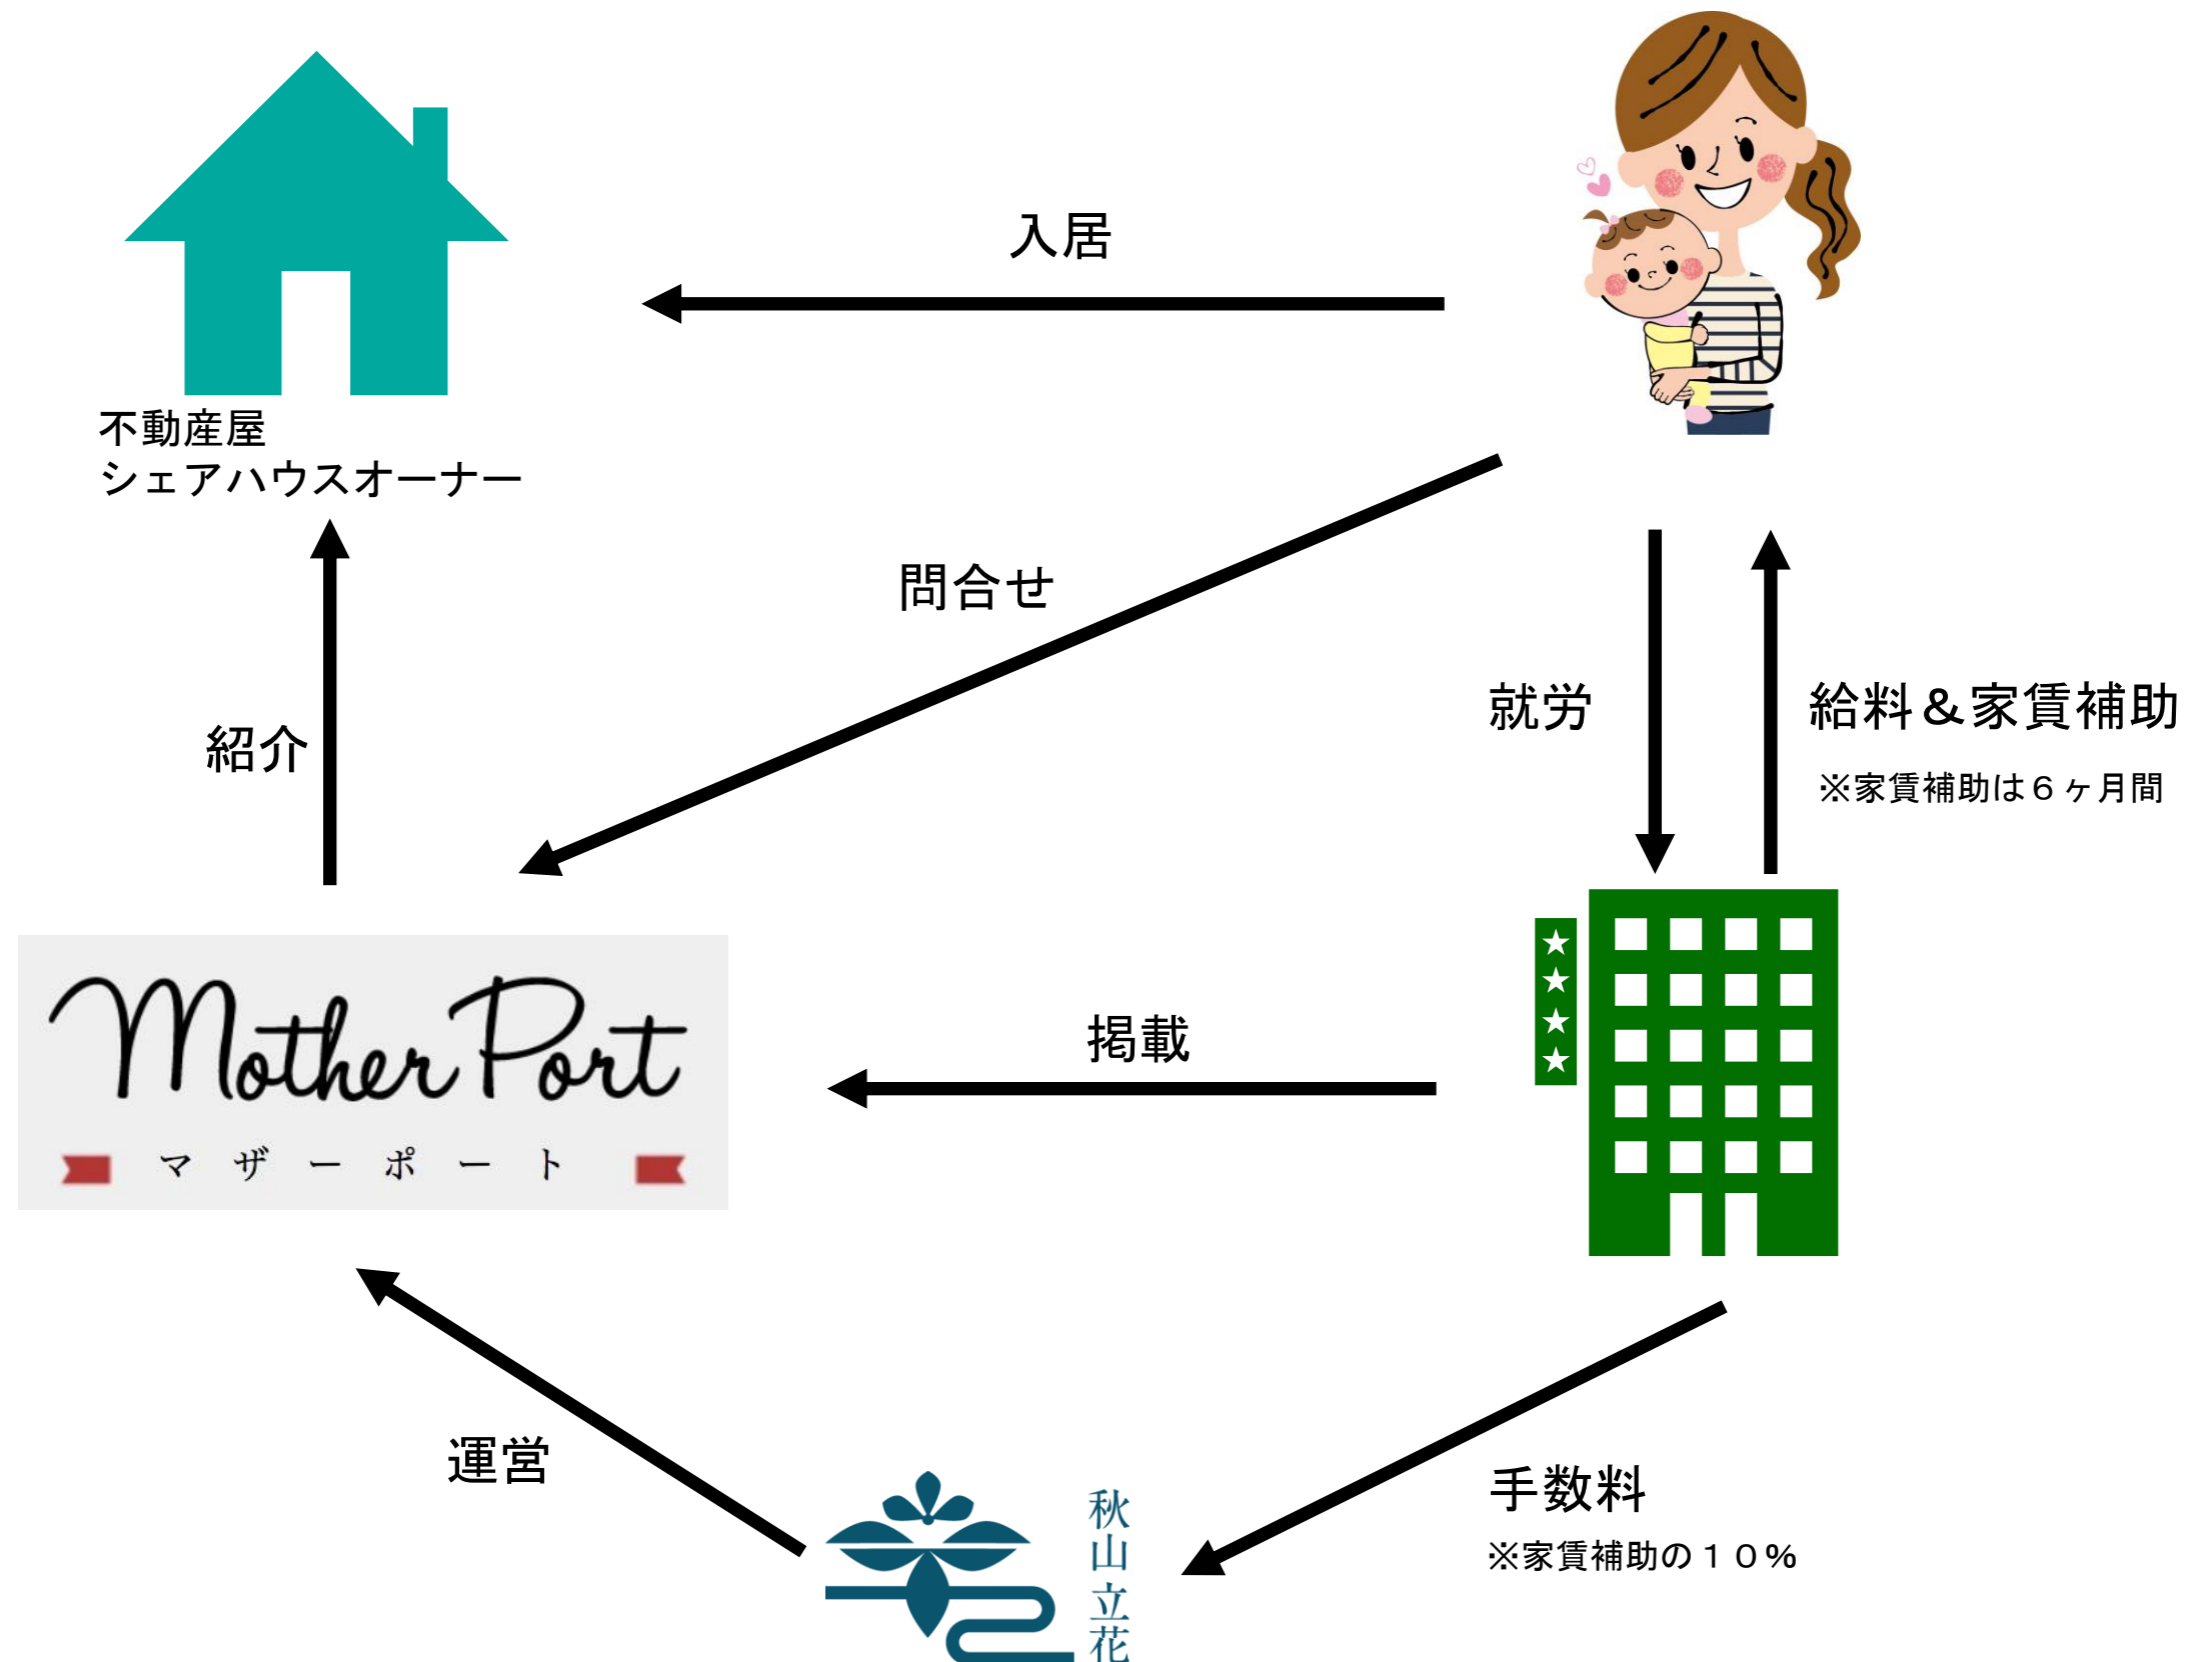 入居
不動産屋
シェアハウスオーナー
問合せ
就労
給料＆家賃補助
※家賃補助は６ヶ月間
紹介
Mother Port
マザーポート
掲載
運営
手数料
※家賃補助の１０％
秋山立花